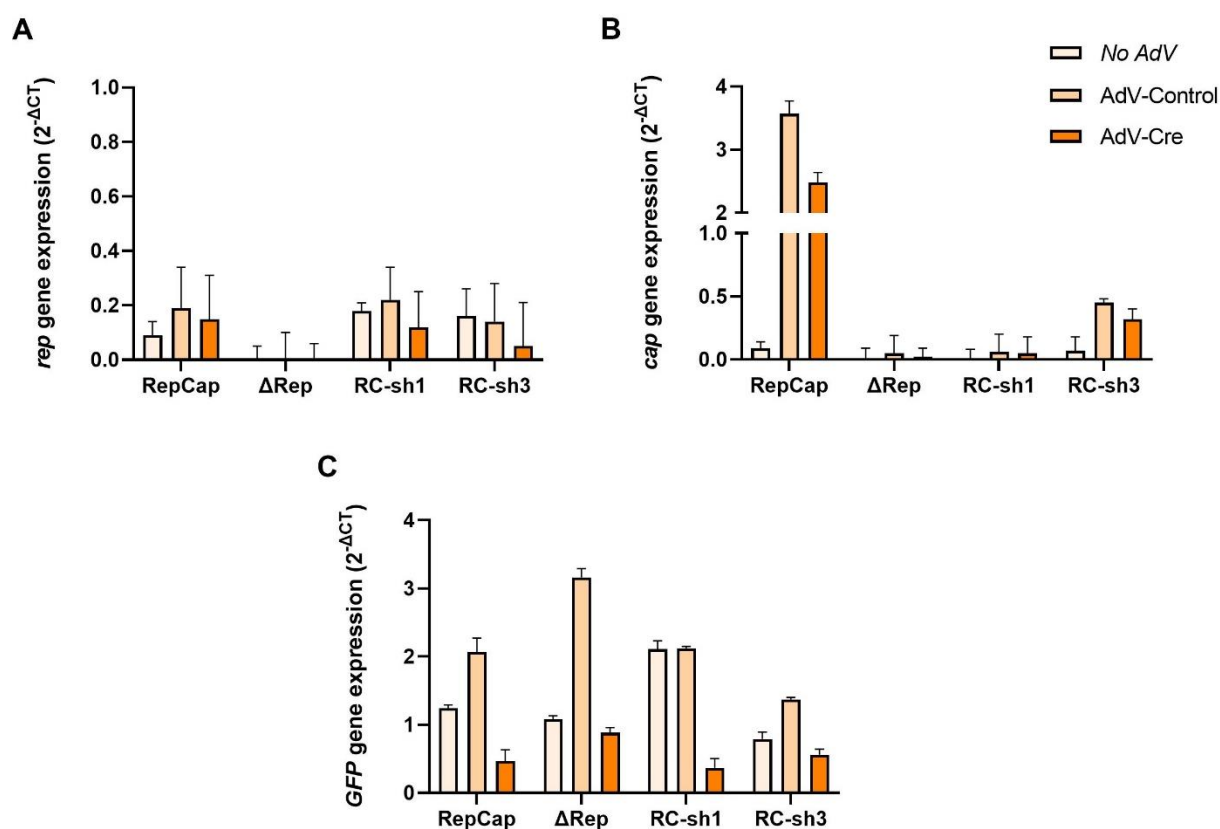 A
rep gene expression (2-ΔCT)
1.0
0.8
0.6
0.4
0.2
0.0
RepCap ΔRep RC-sh1 RC-sh3
B
cap gene expression (2-ΔCT)
4
3
2
1.0
0.5
0.0
RepCap ΔRep RC-sh1 RC-sh3
No AdV
AdV-Control
AdV-Cre
C
GFP gene expression (2-ΔCT)
4
3
2
1
0
RepCap ΔRep RC-sh1 RC-sh3